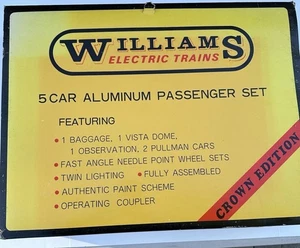 WILLIAMS
ELECTRIC TRAINS
5 CAR ALUMINUM PASSENGER SET
FEATURING
• 1 BAGGAGE, 1 VISTA DOME,
1 OBSERVATION, 2 PULLMAN CARS
• FAST ANGLE NEEDLE POINT WHEEL SETS
• TWIN LIGHTING • FULLY ASSEMBLED
• AUTHENTIC PAINT SCHEME
• OPERATING COUPLER
CROWN EDITION